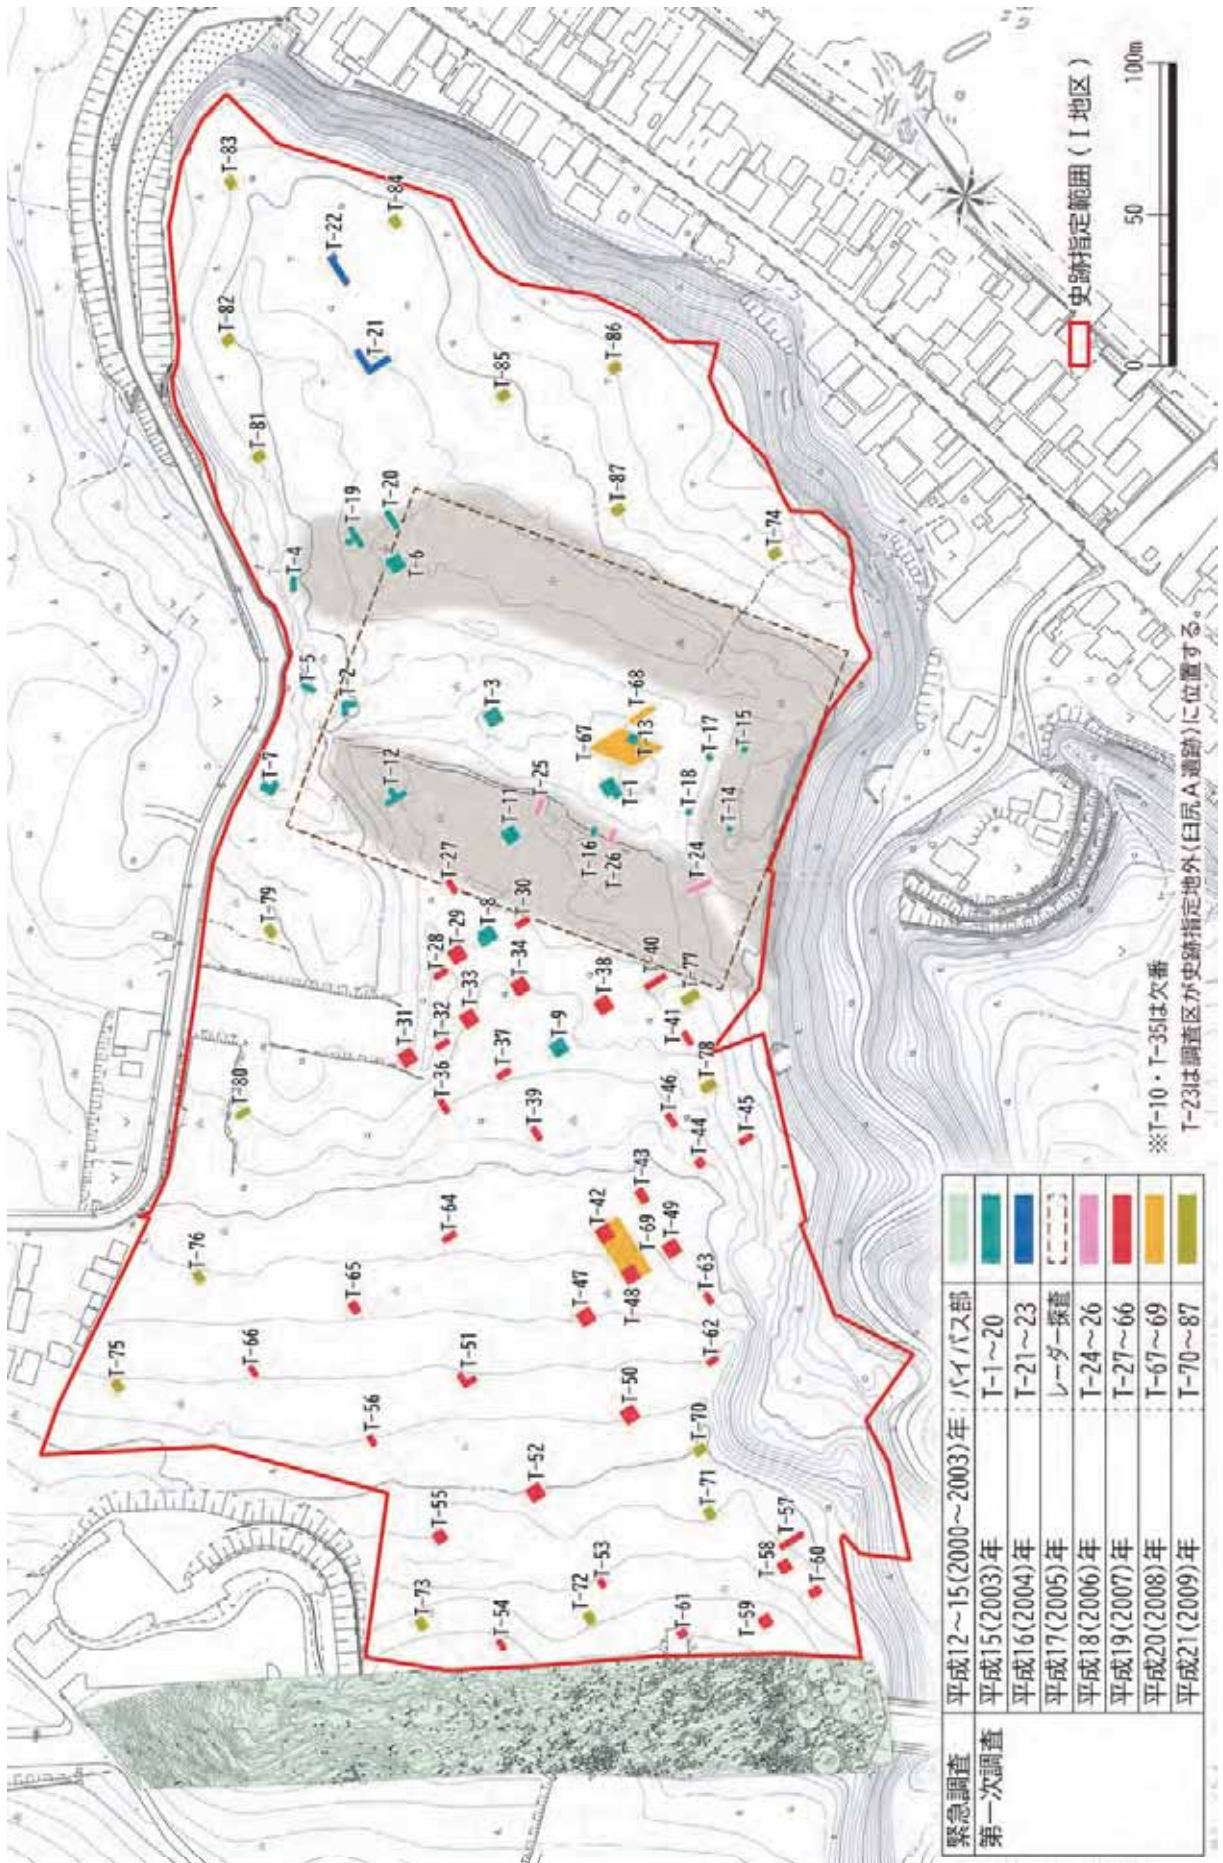 T-83
T-84
T-22
T-82
T-21
T-86
T-85
T-81
T-87
T-20
T-19
T-74
T-6
T-4
T-5
T-2
T-3
T-68
T-13
T-67
T-17
T-15
T-7
T-12
T-25
T-11
T-1
T-18
T-14
T-16
T-26
T-24
T-27
T-30
T-79
T-8
T-29
T-28
T-34
T-33
T-38
T-40
T-77
T-31
T-32
T-37
T-9
T-41
T-78
T-36
T-80
T-39
T-46
T-44
T-45
T-43
T-42
T-69
T-49
T-64
T-76
T-65
T-47
T-48
T-63
T-75
T-66
T-51
T-62
T-50
T-56
T-70
T-52
T-71
T-55
T-57
T-58
T-53
T-60
T-73
T-72
T-54
T-61
T-59
史跡指定範囲（Ⅰ地区）
0 50 100m
※T-10・T-35は欠番
T-23は調査区が史跡指定地外(臼尻A遺跡)に位置する。
緊急調査 平成12～15(2000～2003)年 バイパス部
第一次調査 平成15(2003)年 T-1～20
平成16(2004)年 T-21～23
平成17(2005)年 レーダー探査
平成18(2006)年 T-24～26
平成19(2007)年 T-27～66
平成20(2008)年 T-67～69
平成21(2009)年 T-70～87